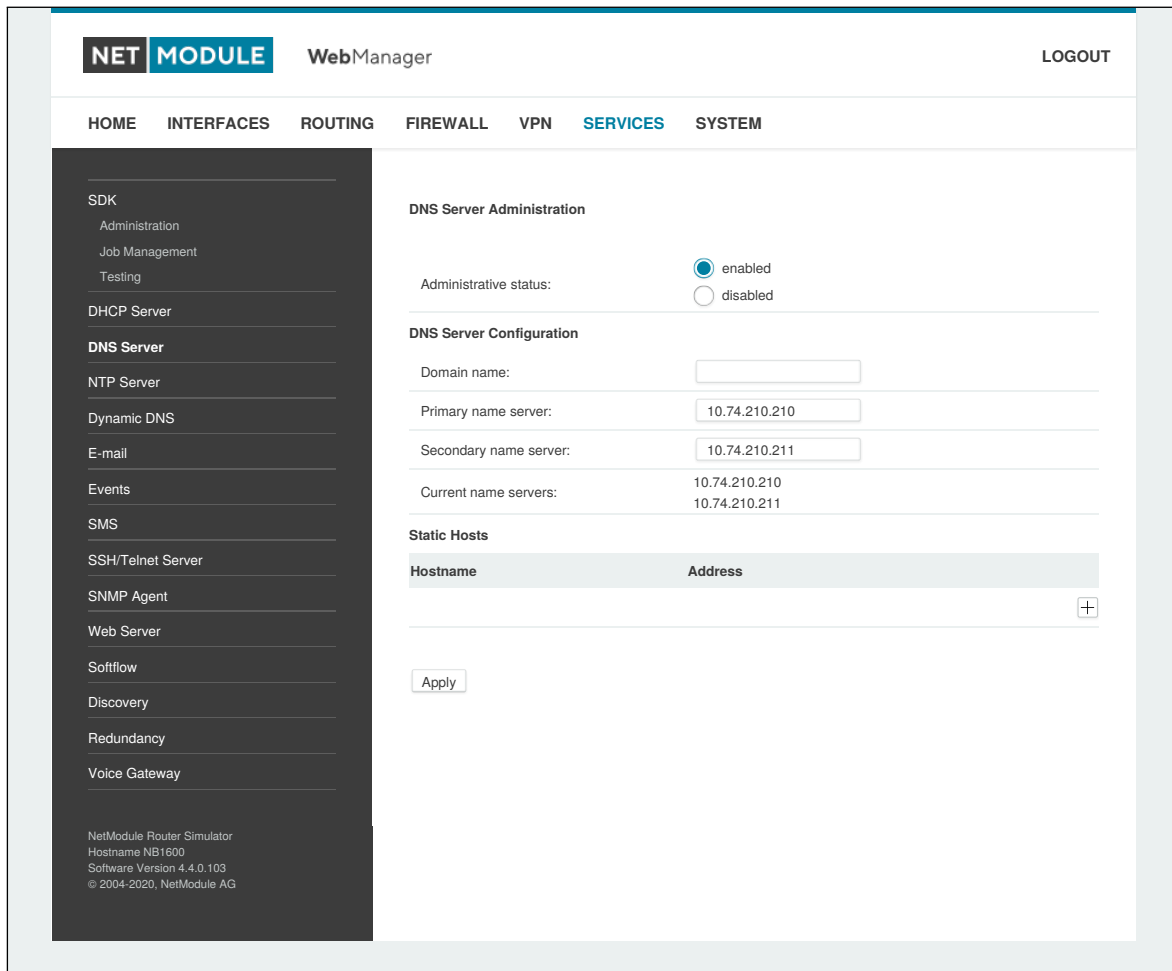 NET MODULE WebManager LOGOUT
HOME INTERFACES ROUTING FIREWALL VPN SERVICES SYSTEM
SDK
Administration
Job Management
Testing
DHCP Server
DNS Server
NTP Server
Dynamic DNS
E-mail
Events
SMS
SSH/Telnet Server
SNMP Agent
Web Server
Softflow
Discovery
Redundancy
Voice Gateway
NetModule Router Simulator
Hostname NB1600
Software Version 4.4.0.103
© 2004-2020, NetModule AG
DNS Server Administration
Administrative status:
enabled
disabled
DNS Server Configuration
Domain name:
Primary name server: 10.74.210.210
Secondary name server: 10.74.210.211
Current name servers:
10.74.210.210
10.74.210.211
Static Hosts
Hostname Address
Apply